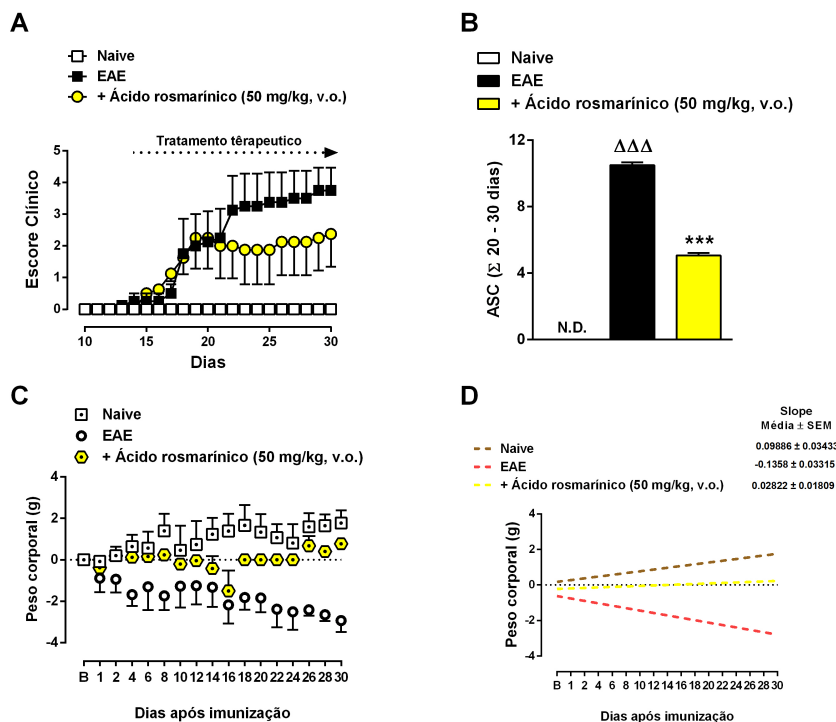 A
Naive
EAE
+ Ácido rosmarínico (50 mg/kg, v.o.)
Tratamento têrapeutico
Escore Clínico
5
4
3
2
1
0
10 15 20 25 30
Dias
B
Naive
EAE
+ Ácido rosmarínico (50 mg/kg, v.o.)
ASC (Σ 20 - 30 dias)
12
8
4
0
N.D.
ΔΔΔ
***
C
Naive
EAE
+ Ácido rosmarínico (50 mg/kg, v.o.)
Peso corporal (g)
4
2
0
-2
-4
B 1 2 4 6 8 10 12 14 16 18 20 22 24 26 28 30
Dias após imunização
D
Slope
Média ± SEM
Naive 0.09886 ± 0.03433
EAE -0.1358 ± 0.03315
+ Ácido rosmarínico (50 mg/kg, v.o.) 0.02822 ± 0.01809
Peso corporal (g)
4
2
0
-2
-4
B 1 2 4 6 8 10 12 14 16 18 20 22 24 26 28 30
Dias após imunização